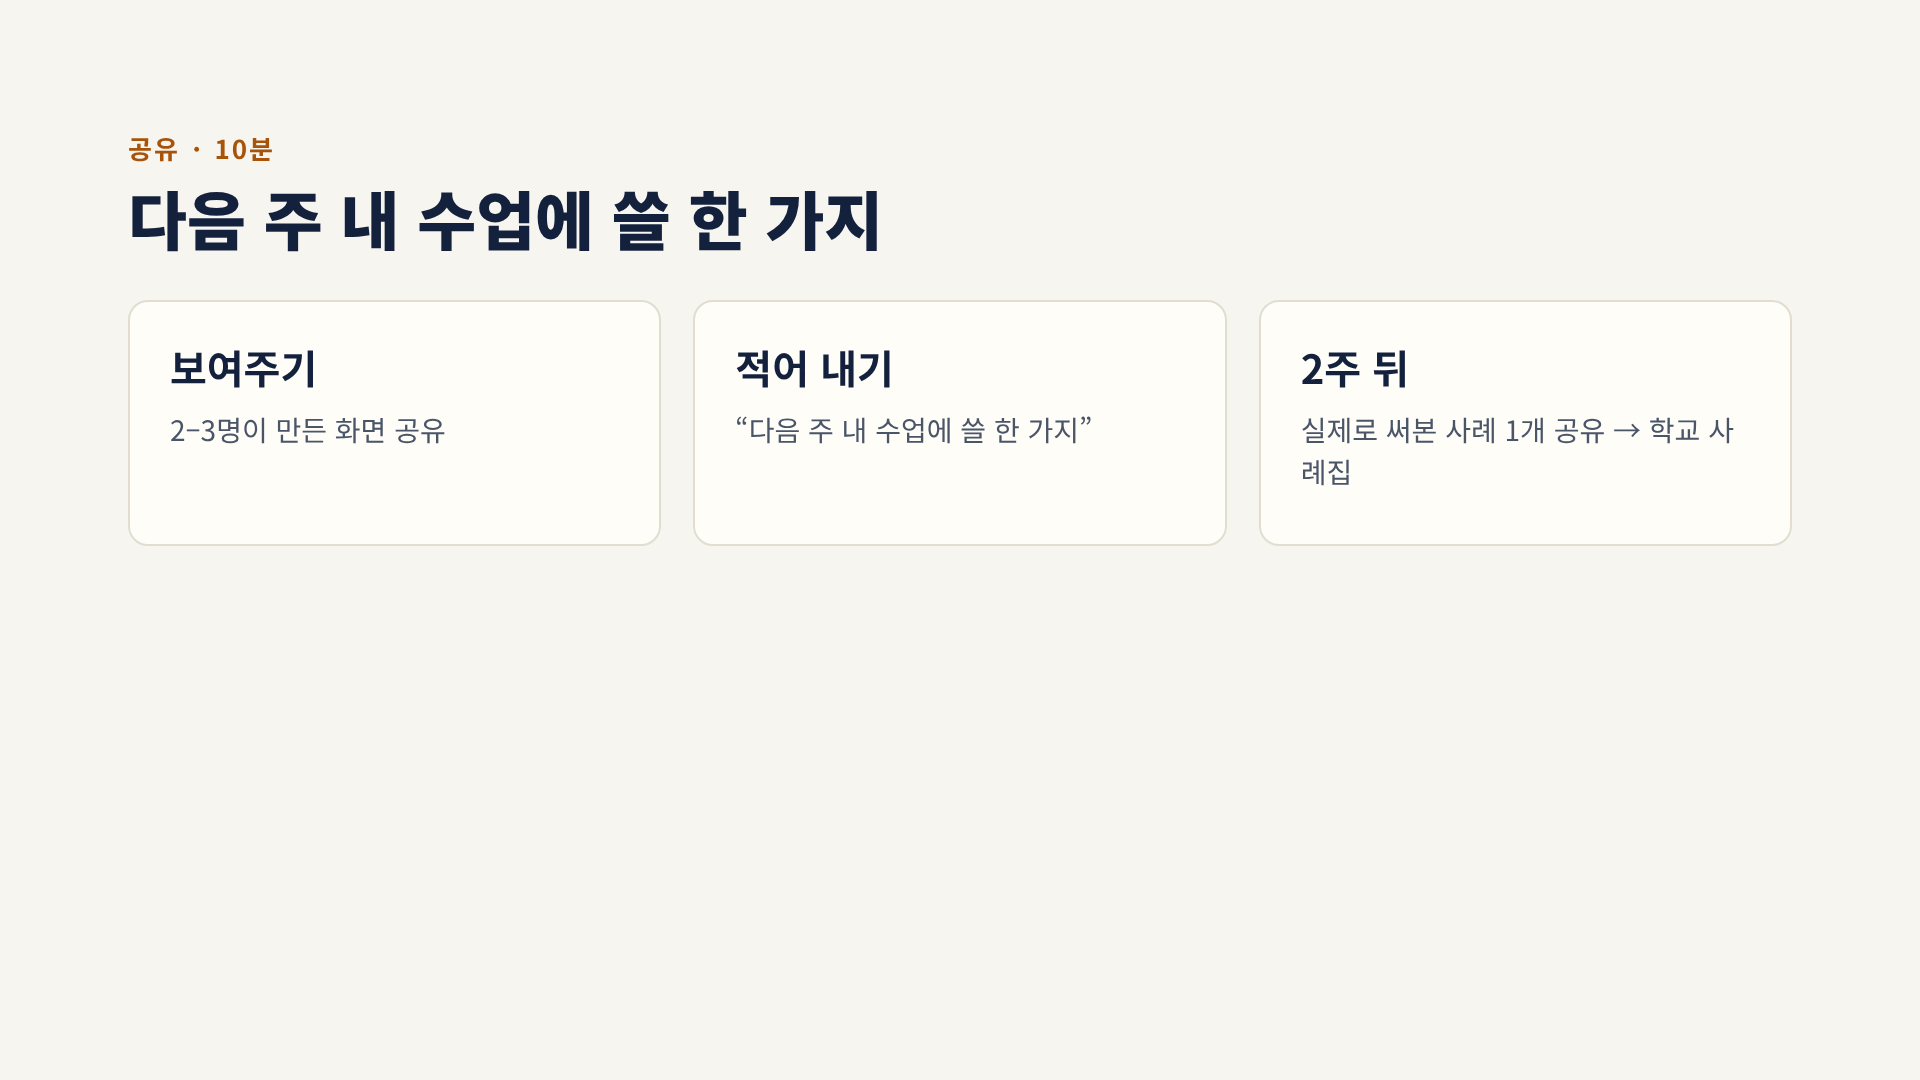 공유 · 10분
다음 주 내 수업에 쓸 한 가지
보여주기
2–3명이 만든 화면 공유
적어 내기
“다음 주 내 수업에 쓸 한 가지”
2주 뒤
실제로 써본 사례 1개 공유 → 학교 사
례집